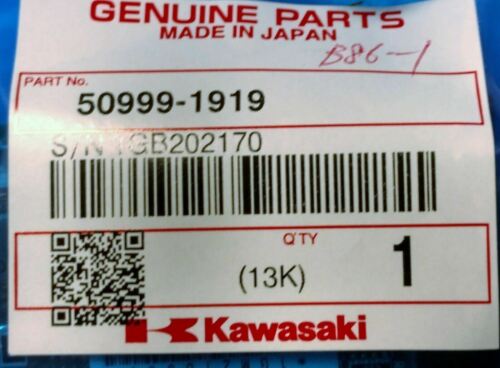 GENUINE PARTS
MADE IN JAPAN
B86-1
PART No.
50999-1919
S/N 1GB202170
Q'TY
1
(13K)
Kawasaki